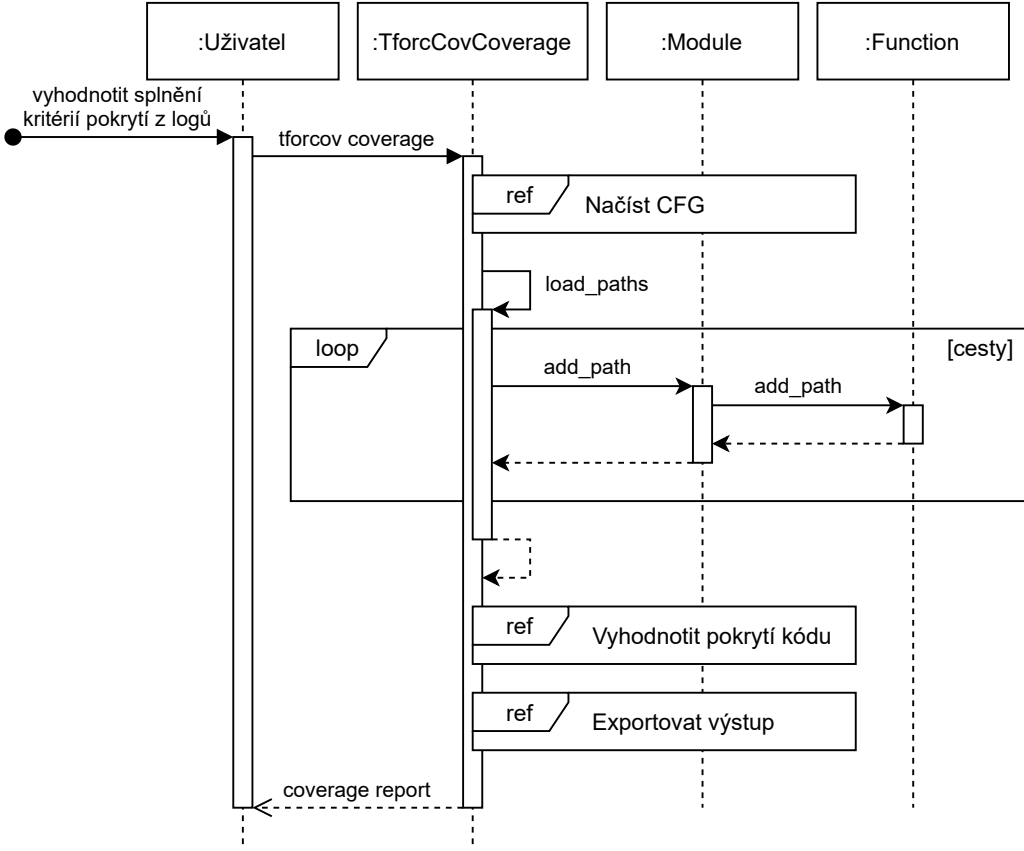 :Uživatel
:TforcCovCoverage
:Module
:Function
vyhodnotit splnění
kritérií pokrytí z logů
tforcov coverage
ref
Načíst CFG
load_paths
loop
[cesty]
add_path
add_path
ref
Vyhodnotit pokrytí kódu
ref
Exportovat výstup
coverage report